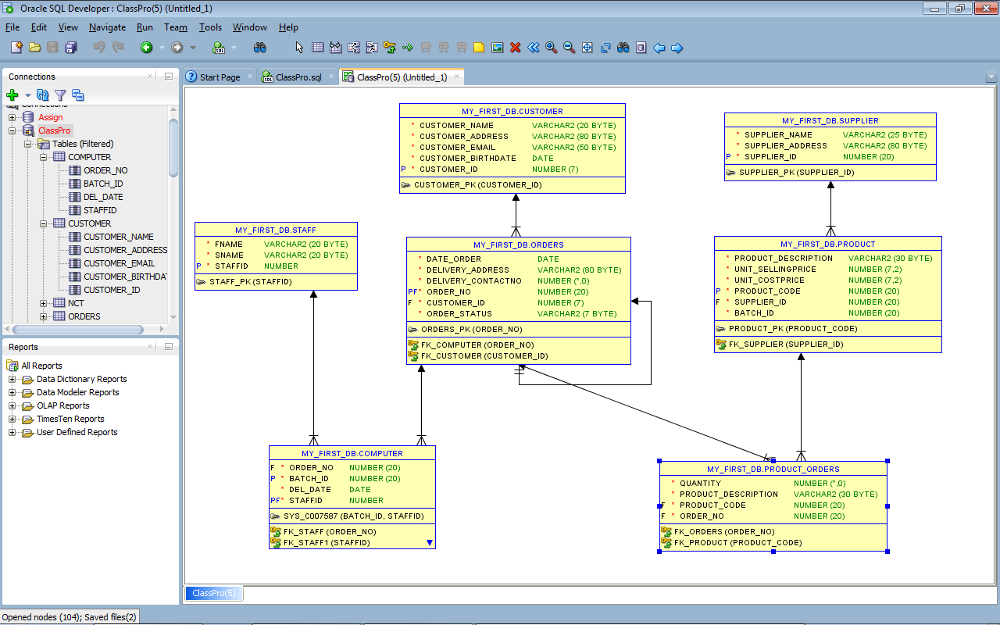 Oracle SQL Developer : ClassPro(5) (Untitled_1)
File Edit View Navigate Run Team Tools Window Help
Connections
Start Page
ClassPro.sql
ClassPro(5) (Untitled_1)
Connections
Assign
ClassPro
Tables (Filtered)
COMPUTER
ORDER_NO
BATCH_ID
DEL_DATE
STAFFID
CUSTOMER
CUSTOMER_NAME
CUSTOMER_ADDRESS
CUSTOMER_EMAIL
CUSTOMER_BIRTHDA
CUSTOMER_ID
NCT
ORDERS
Reports
All Reports
Data Dictionary Reports
Data Modeler Reports
OLAP Reports
TimesTen Reports
User Defined Reports
MY_FIRST_DB.CUSTOMER
* CUSTOMER_NAME VARCHAR2 (20 BYTE)
* CUSTOMER_ADDRESS VARCHAR2 (80 BYTE)
* CUSTOMER_EMAIL VARCHAR2 (50 BYTE)
* CUSTOMER_BIRTHDATE DATE
P * CUSTOMER_ID NUMBER (7)
CUSTOMER_PK (CUSTOMER_ID)
MY_FIRST_DB.SUPPLIER
* SUPPLIER_NAME VARCHAR2 (25 BYTE)
* SUPPLIER_ADDRESS VARCHAR2 (80 BYTE)
P * SUPPLIER_ID NUMBER (20)
SUPPLIER_PK (SUPPLIER_ID)
MY_FIRST_DB.STAFF
* FNAME VARCHAR2 (20 BYTE)
* SNAME VARCHAR2 (20 BYTE)
P * STAFFID NUMBER
STAFF_PK (STAFFID)
MY_FIRST_DB.ORDERS
* DATE_ORDER DATE
* DELIVERY_ADDRESS VARCHAR2 (80 BYTE)
* DELIVERY_CONTACTNO NUMBER (*,0)
PF* ORDER_NO NUMBER (20)
F * CUSTOMER_ID NUMBER (7)
* ORDER_STATUS VARCHAR2 (7 BYTE)
ORDERS_PK (ORDER_NO)
FK_COMPUTER (ORDER_NO)
FK_CUSTOMER (CUSTOMER_ID)
MY_FIRST_DB.PRODUCT
* PRODUCT_DESCRIPTION VARCHAR2 (30 BYTE)
* UNIT_SELLINGPRICE NUMBER (7,2)
* UNIT_COSTPRICE NUMBER (7,2)
P * PRODUCT_CODE NUMBER (20)
F * SUPPLIER_ID NUMBER (20)
* BATCH_ID NUMBER (20)
PRODUCT_PK (PRODUCT_CODE)
FK_SUPPLIER (SUPPLIER_ID)
MY_FIRST_DB.COMPUTER
F * ORDER_NO NUMBER (20)
P * BATCH_ID NUMBER (20)
* DEL_DATE DATE
PF* STAFFID NUMBER
SYS_C007587 (BATCH_ID, STAFFID)
FK_STAFF (ORDER_NO)
FK_STAFF1 (STAFFID)
MY_FIRST_DB.PRODUCT_ORDERS
* QUANTITY NUMBER (*,0)
* PRODUCT_DESCRIPTION VARCHAR2 (30 BYTE)
F * PRODUCT_CODE NUMBER (20)
F * ORDER_NO NUMBER (20)
FK_ORDERS (ORDER_NO)
FK_PRODUCT (PRODUCT_CODE)
ClassPro(5)
Opened nodes (104); Saved files(2)